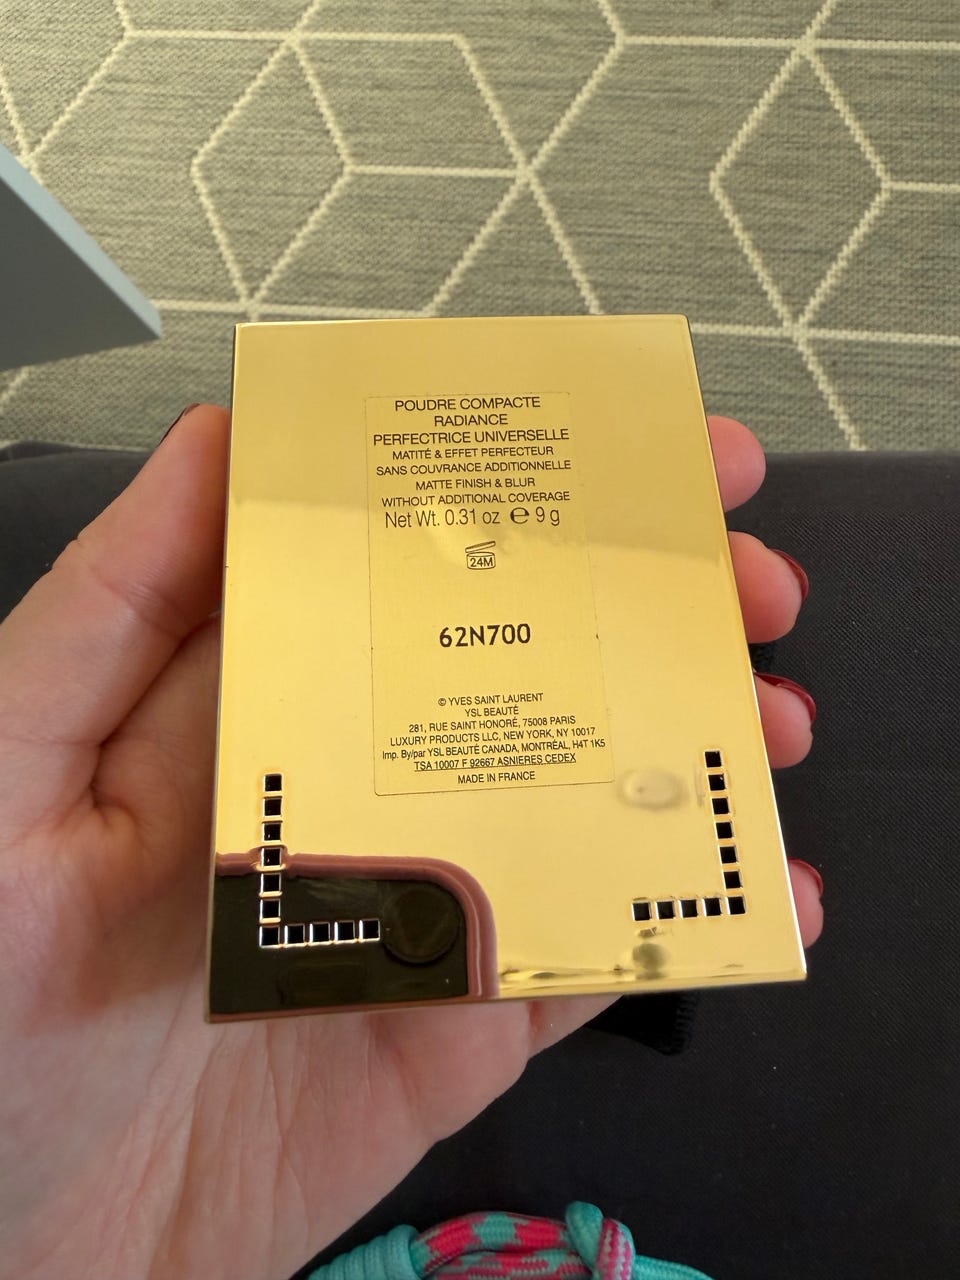 POUDRE COMPACTE
RADIANCE
PERFECTRICE UNIVERSELLE
MATITÉ & EFFET PERFECTEUR
SANS COUVRANCE ADDITIONNELLE
MATTE FINISH & BLUR
WITHOUT ADDITIONAL COVERAGE
Net Wt. 0.31 oz ℮ 9 g
24M
62N700
© YVES SAINT LAURENT
YSL BEAUTÉ
281, RUE SAINT HONORÉ, 75008 PARIS
LUXURY PRODUCTS LLC, NEW YORK, NY 10017
Imp. By/par YSL BEAUTÉ CANADA, MONTRÉAL, H4T 1K5
TSA 10007 F 92667 ASNIERES CEDEX
MADE IN FRANCE